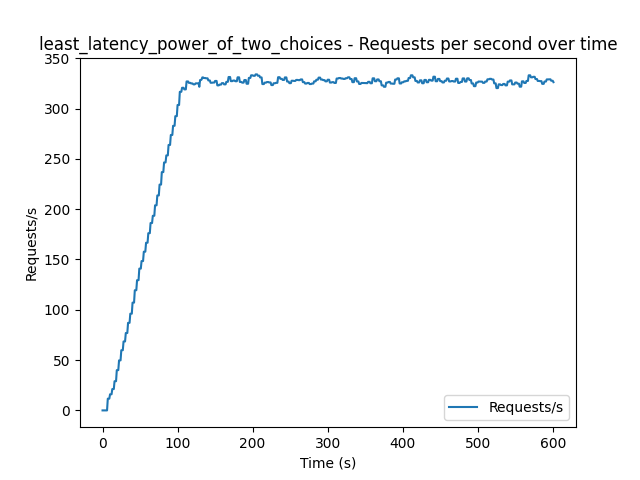 least_latency_power_of_two_choices - Requests per second over time
350
300
250
200
150
100
50
0
Requests/s
Requests/s
0 100 200 300 400 500 600
Time (s)